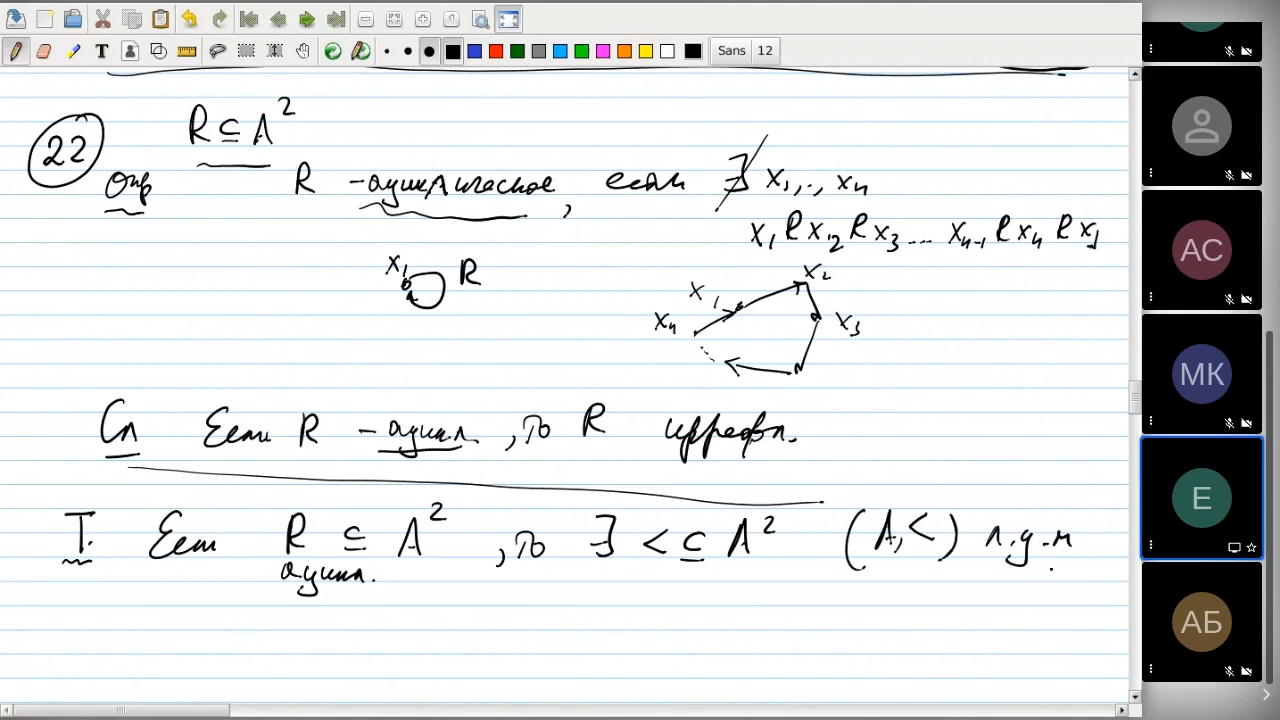 Sans 12
22 R ⊆ A²
Опр R - ациклическое, если ∄ x₁,.., xₙ
x₁ R x₂ R x₃ ... xₙ₋₁ R xₙ R x₁
x₁ R
x₁ x₂
xₙ x₃
Сл Если R - ацикл., то R иррефл.
Т. Если R ⊆ A², то ∃ < ⊆ A² (A,<) л.у.м
ацикл.
АС
МК
Е
АБ